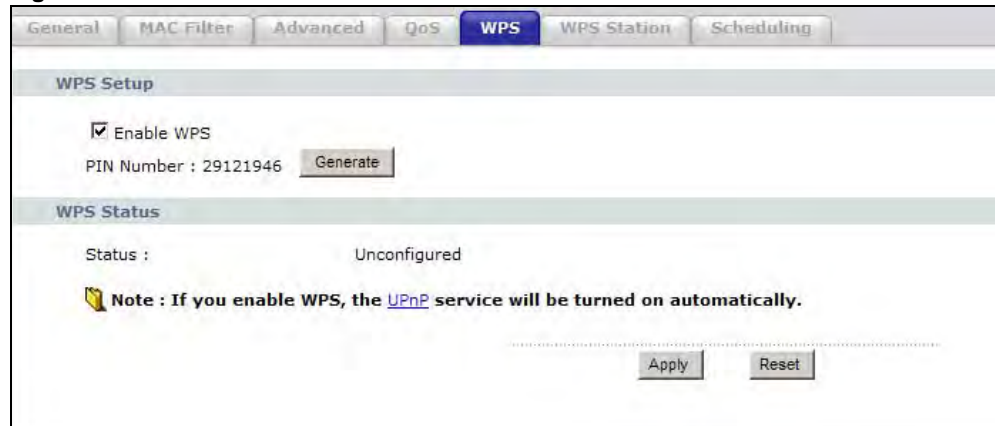 General MAC Filter Advanced QoS WPS WPS Station Scheduling
WPS Setup
Enable WPS
PIN Number : 29121946 Generate
WPS Status
Status : Unconfigured
Note : If you enable WPS, the UPnP service will be turned on automatically.
Apply Reset